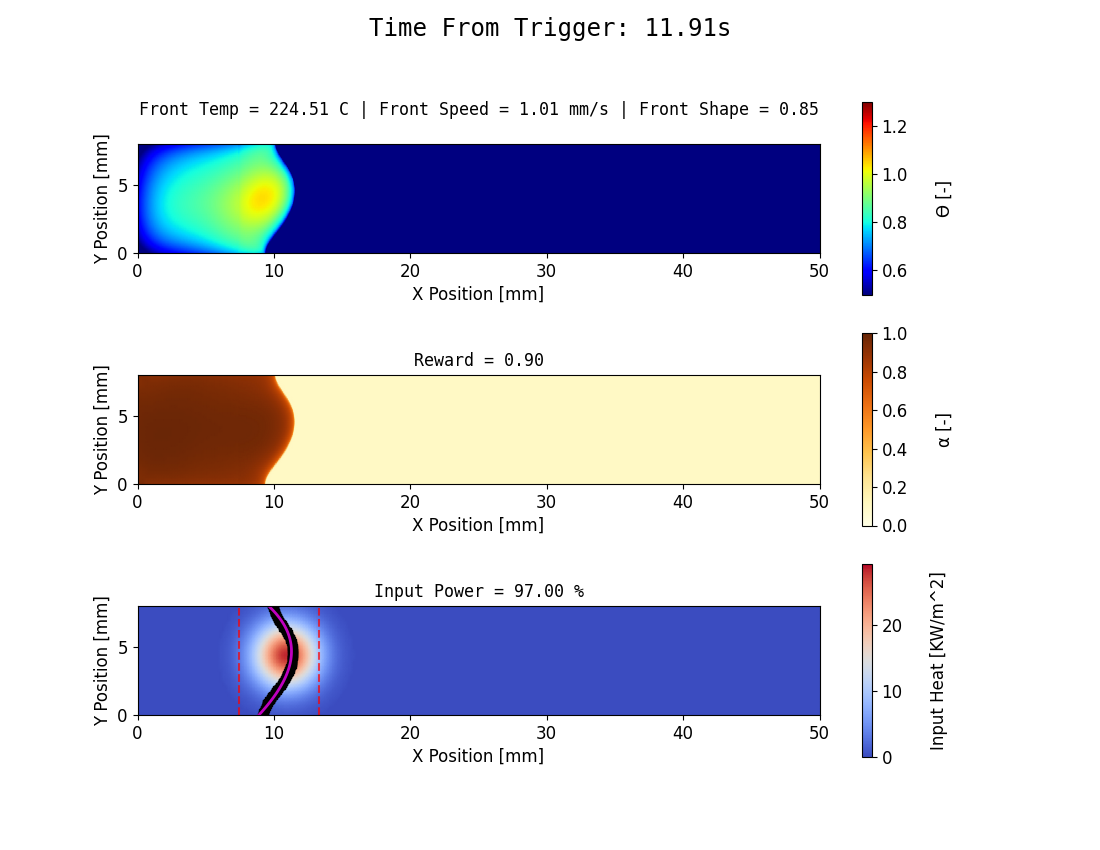 Time From Trigger: 11.91s
Front Temp = 224.51 C | Front Speed = 1.01 mm/s | Front Shape = 0.85
Y Position [mm]
5
0
0 10 20 30 40 50
X Position [mm]
1.2
1.0
0.8
0.6
Θ [-]
Reward = 0.90
Y Position [mm]
5
0
0 10 20 30 40 50
X Position [mm]
1.0
0.8
0.6
0.4
0.2
0.0
α [-]
Input Power = 97.00 %
Y Position [mm]
5
0
0 10 20 30 40 50
X Position [mm]
20
10
0
Input Heat [KW/m^2]